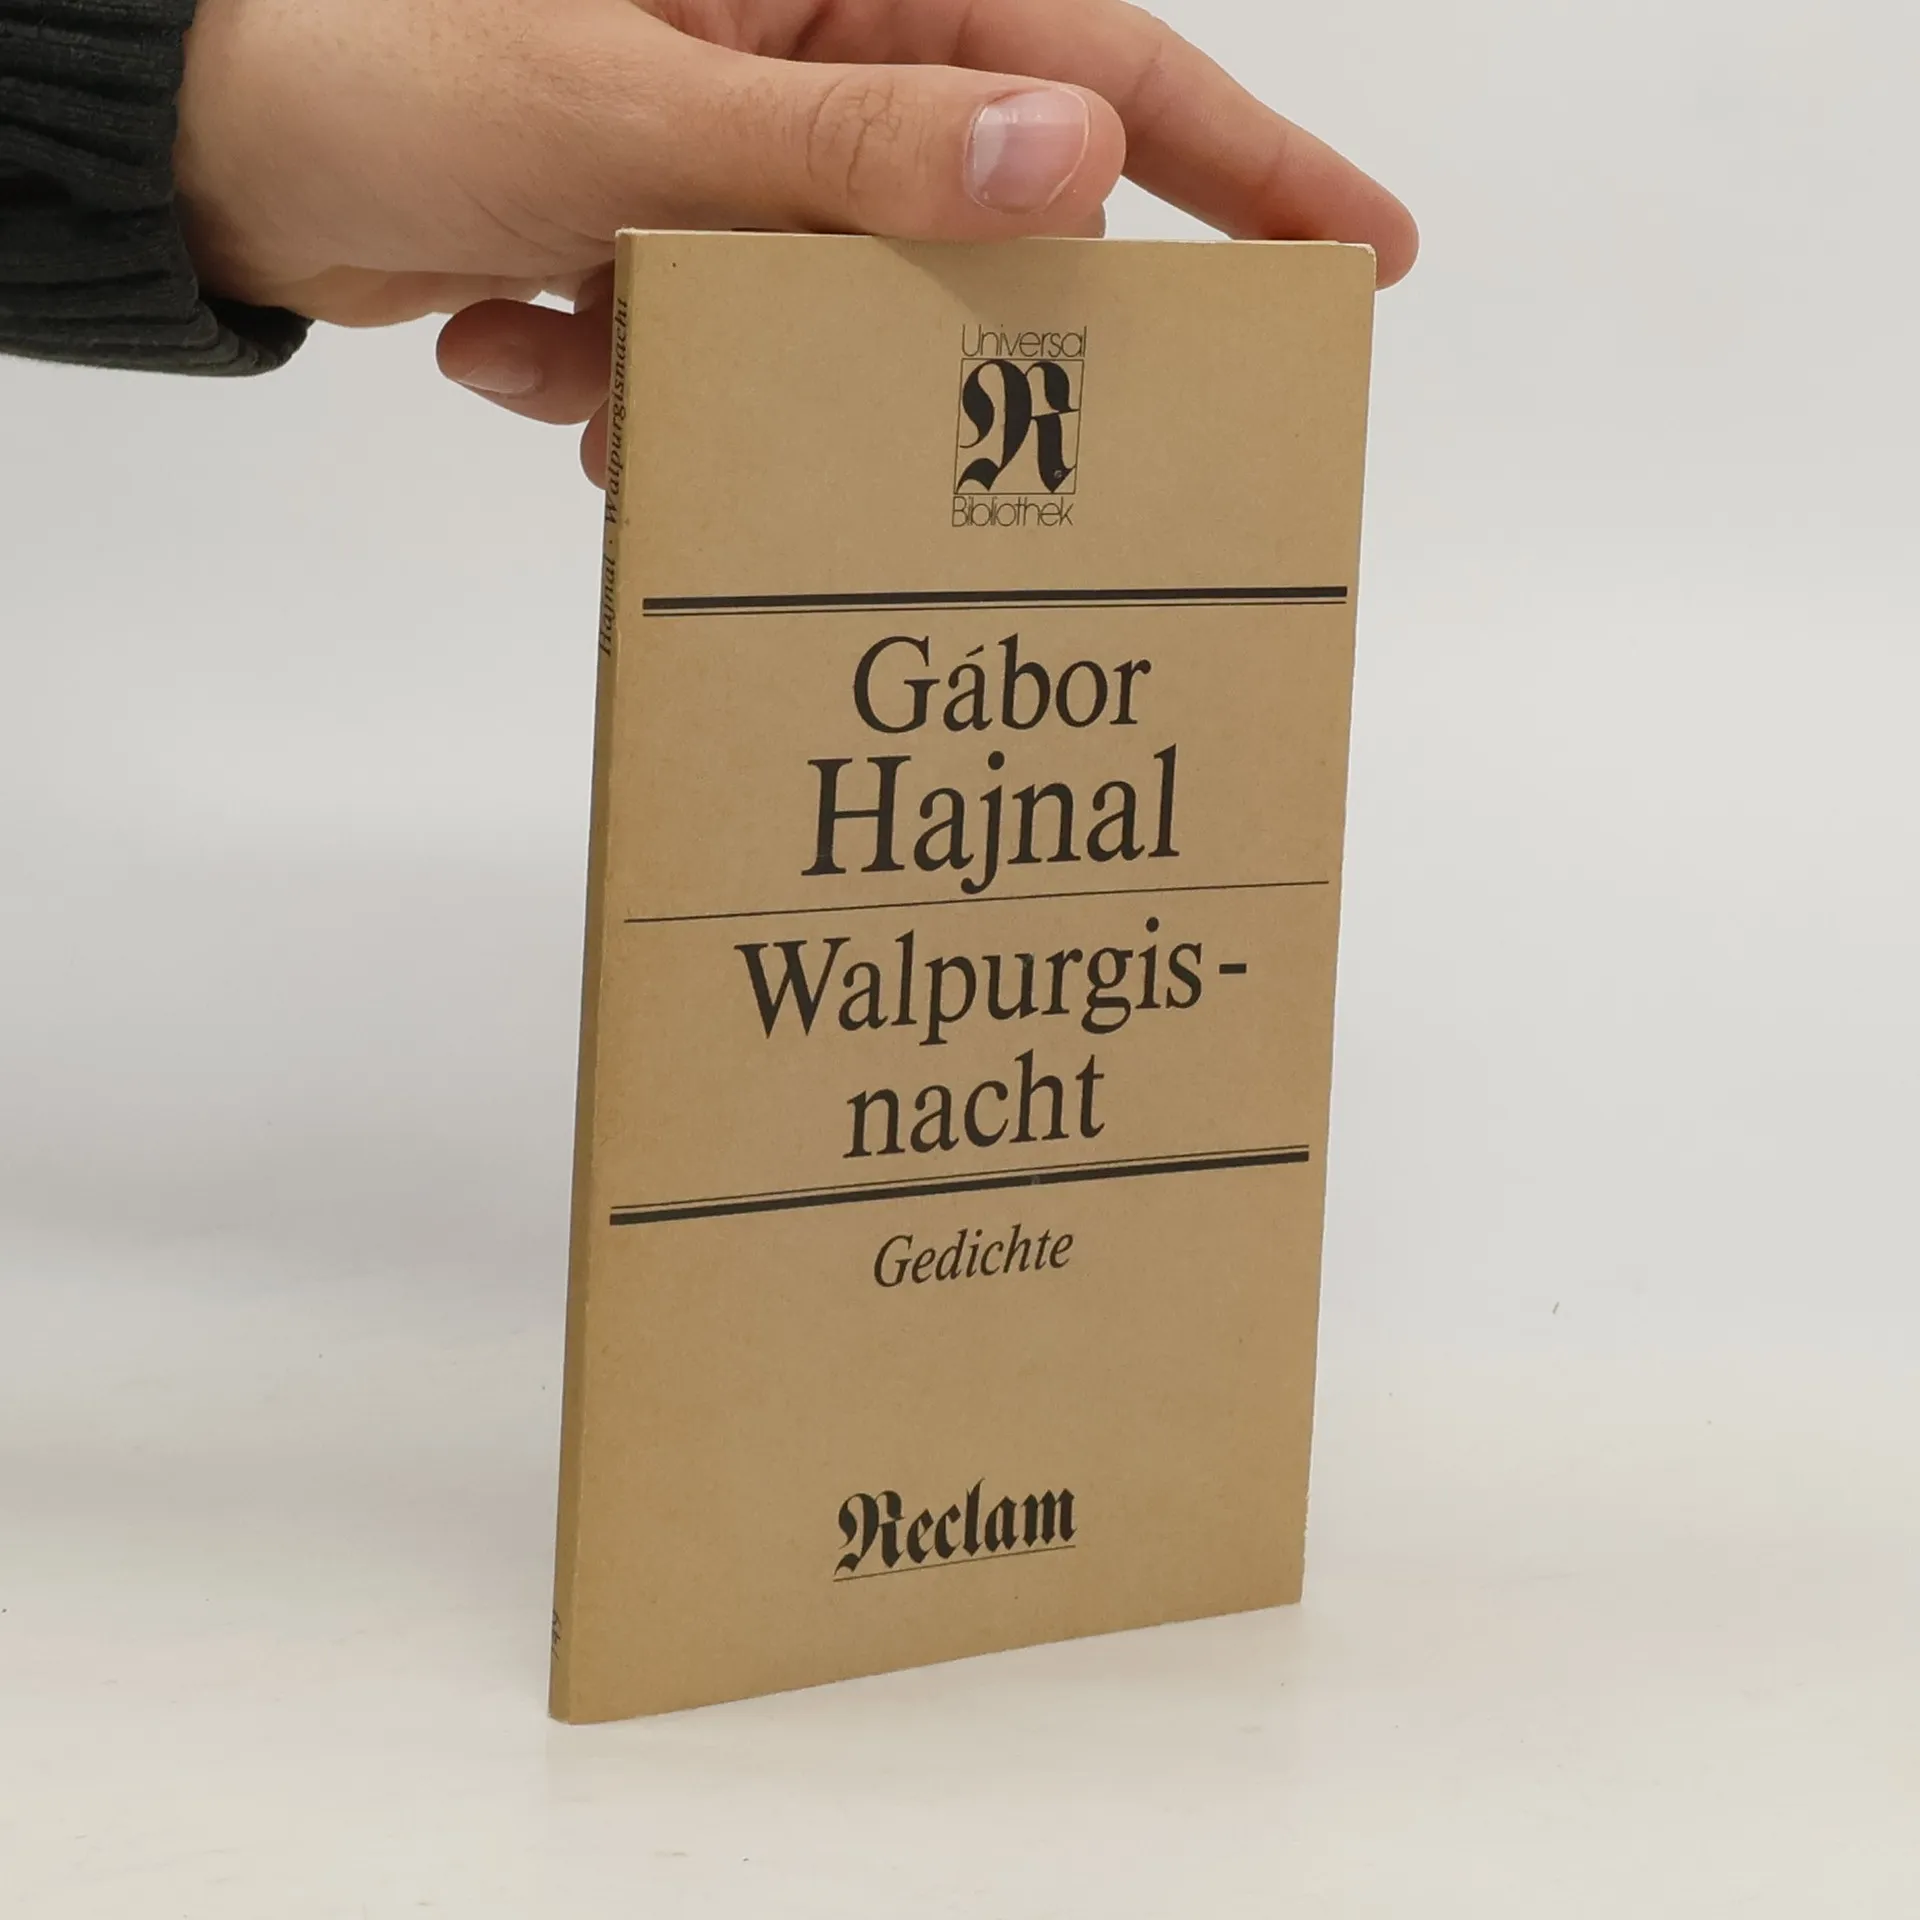 Universal
R
Bibliothek
Gábor
Hajnal
Walpurgis-
nacht
Gedichte
Reclam
Hajnal · Walpurgisnacht